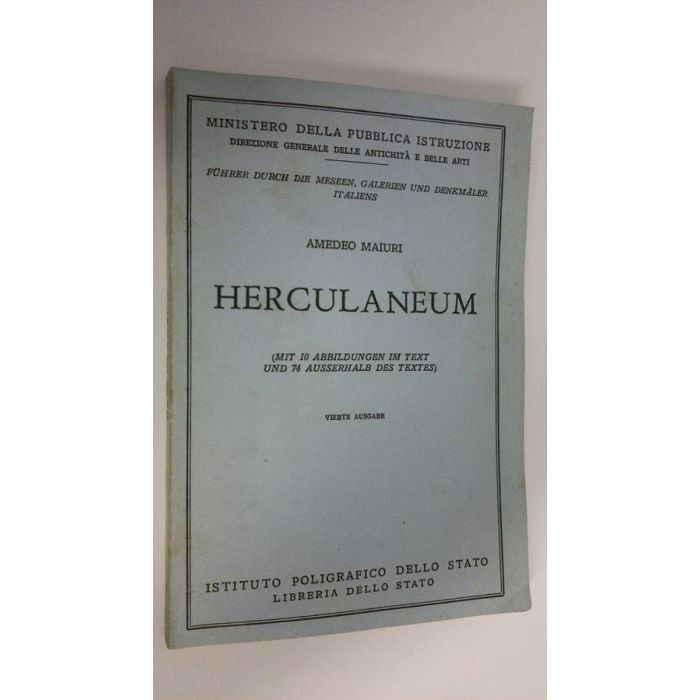 MINISTERO DELLA PUBBLICA ISTRUZIONE
DIREZIONE GENERALE DELLE ANTICHITÀ E BELLE ARTI
FÜHRER DURCH DIE MESEEN, GALERIEN UND DENKMÄLER
ITALIENS
AMEDEO MAIURI
HERCULANEUM
(MIT 10 ABBILDUNGEN IM TEXT
UND 74 AUSSERHALB DES TEXTES)
VIERTE AUSGABE
ISTITUTO POLIGRAFICO DELLO STATO
LIBRERIA DELLO STATO